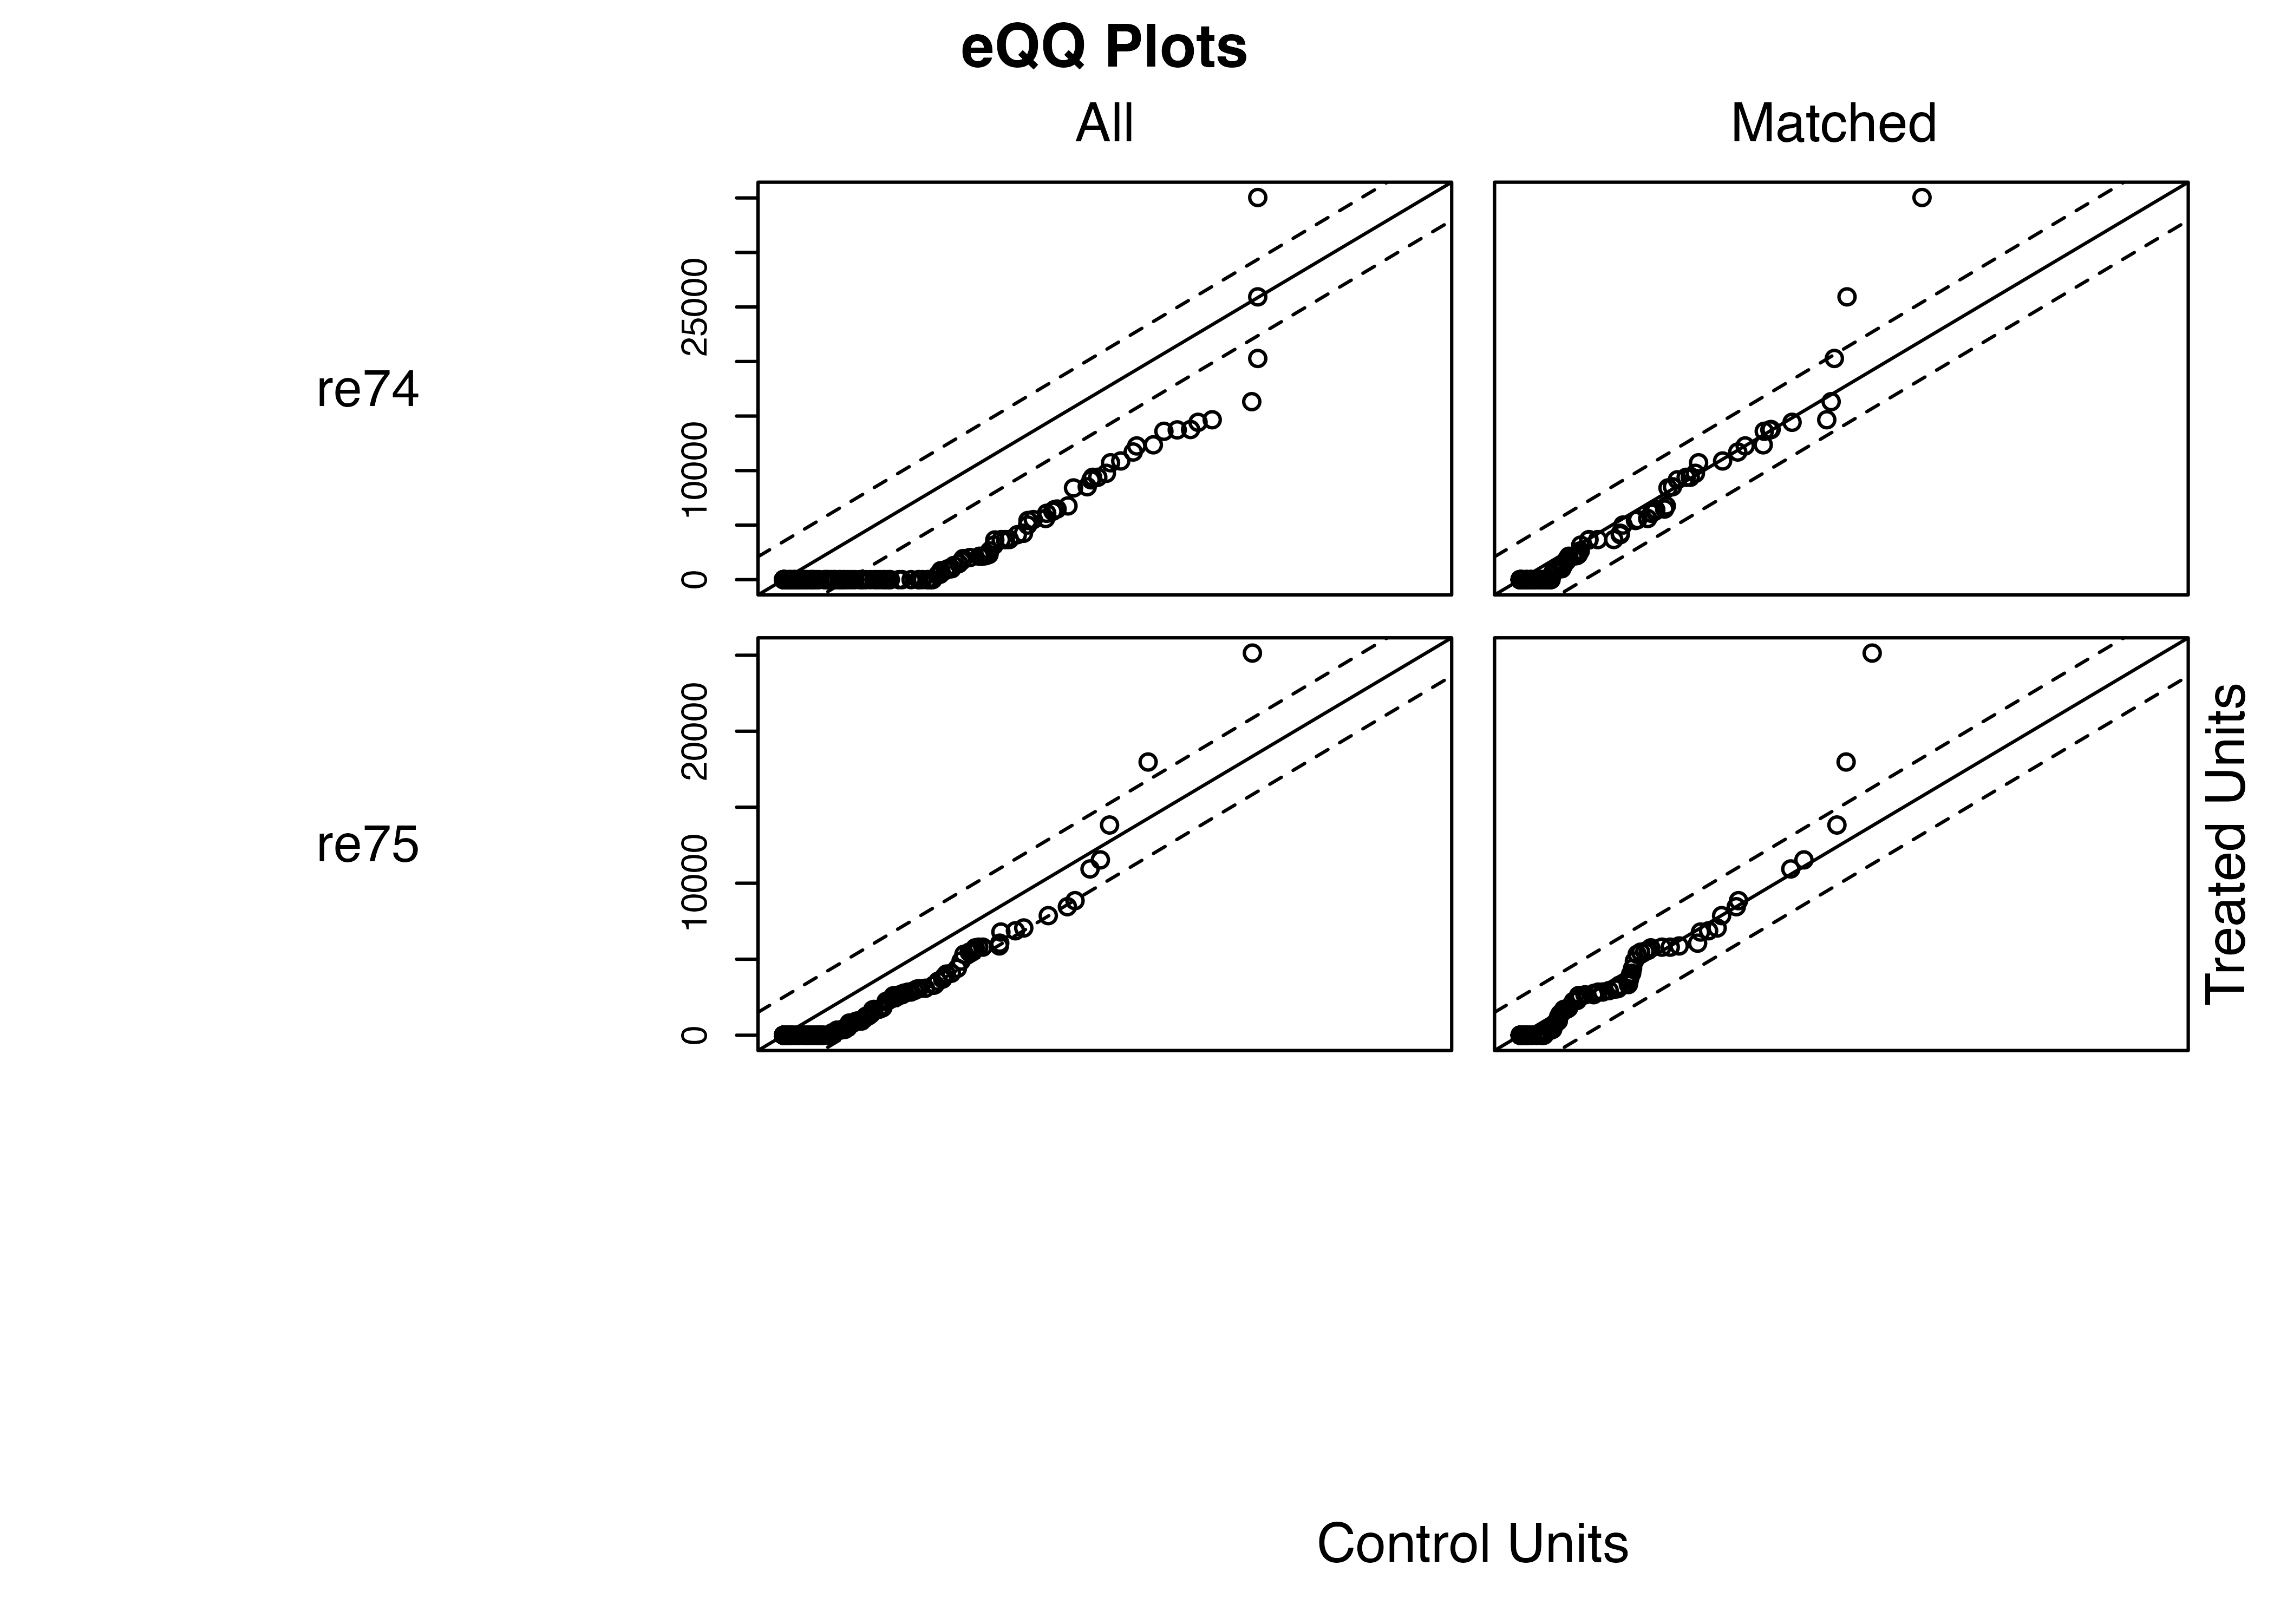 eQQ Plots
All
Matched
re74
0
10000
25000
re75
0
10000
20000
Treated Units
Control Units